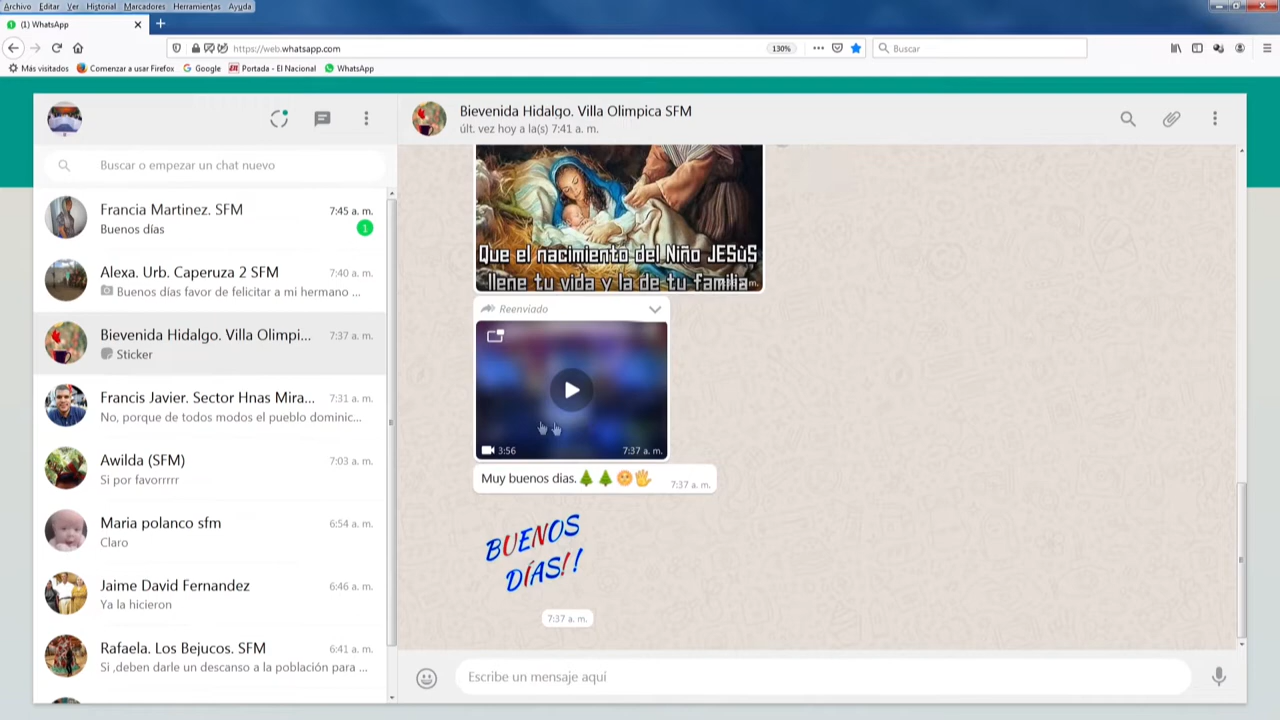 Archivo Editar Ver Historial Marcadores Herramientas Ayuda
(1) WhatsApp
https://web.whatsapp.com
130%
Buscar
Más visitados
Comenzar a usar Firefox
Google
Portada - El Nacional
WhatsApp
Buscar o empezar un chat nuevo
Francia Martinez. SFM
7:45 a. m.
Buenos días
1
Alexa. Urb. Caperuza 2 SFM
7:40 a. m.
Buenos días favor de felicitar a mi hermano ...
Bievenida Hidalgo. Villa Olimpi...
7:37 a. m.
Sticker
Francis Javier. Sector Hnas Mira...
7:31 a. m.
No, porque de todos modos el pueblo dominic...
Awilda (SFM)
7:03 a. m.
Si por favorrrrr
Maria polanco sfm
6:54 a. m.
Claro
Jaime David Fernandez
6:46 a. m.
Ya la hicieron
Rafaela. Los Bejucos. SFM
6:41 a. m.
Si ,deben darle un descanso a la población para ...
Bievenida Hidalgo. Villa Olimpica SFM
últ. vez hoy a la(s) 7:41 a. m.
Que el nacimiento del Niño JESÚS
llene tu vida y la de tu familia
Reenviado
3:56
7:37 a. m.
Muy buenos dias.
7:37 a. m.
BUENOS
DÍAS!!
7:37 a. m.
Escribe un mensaje aquí